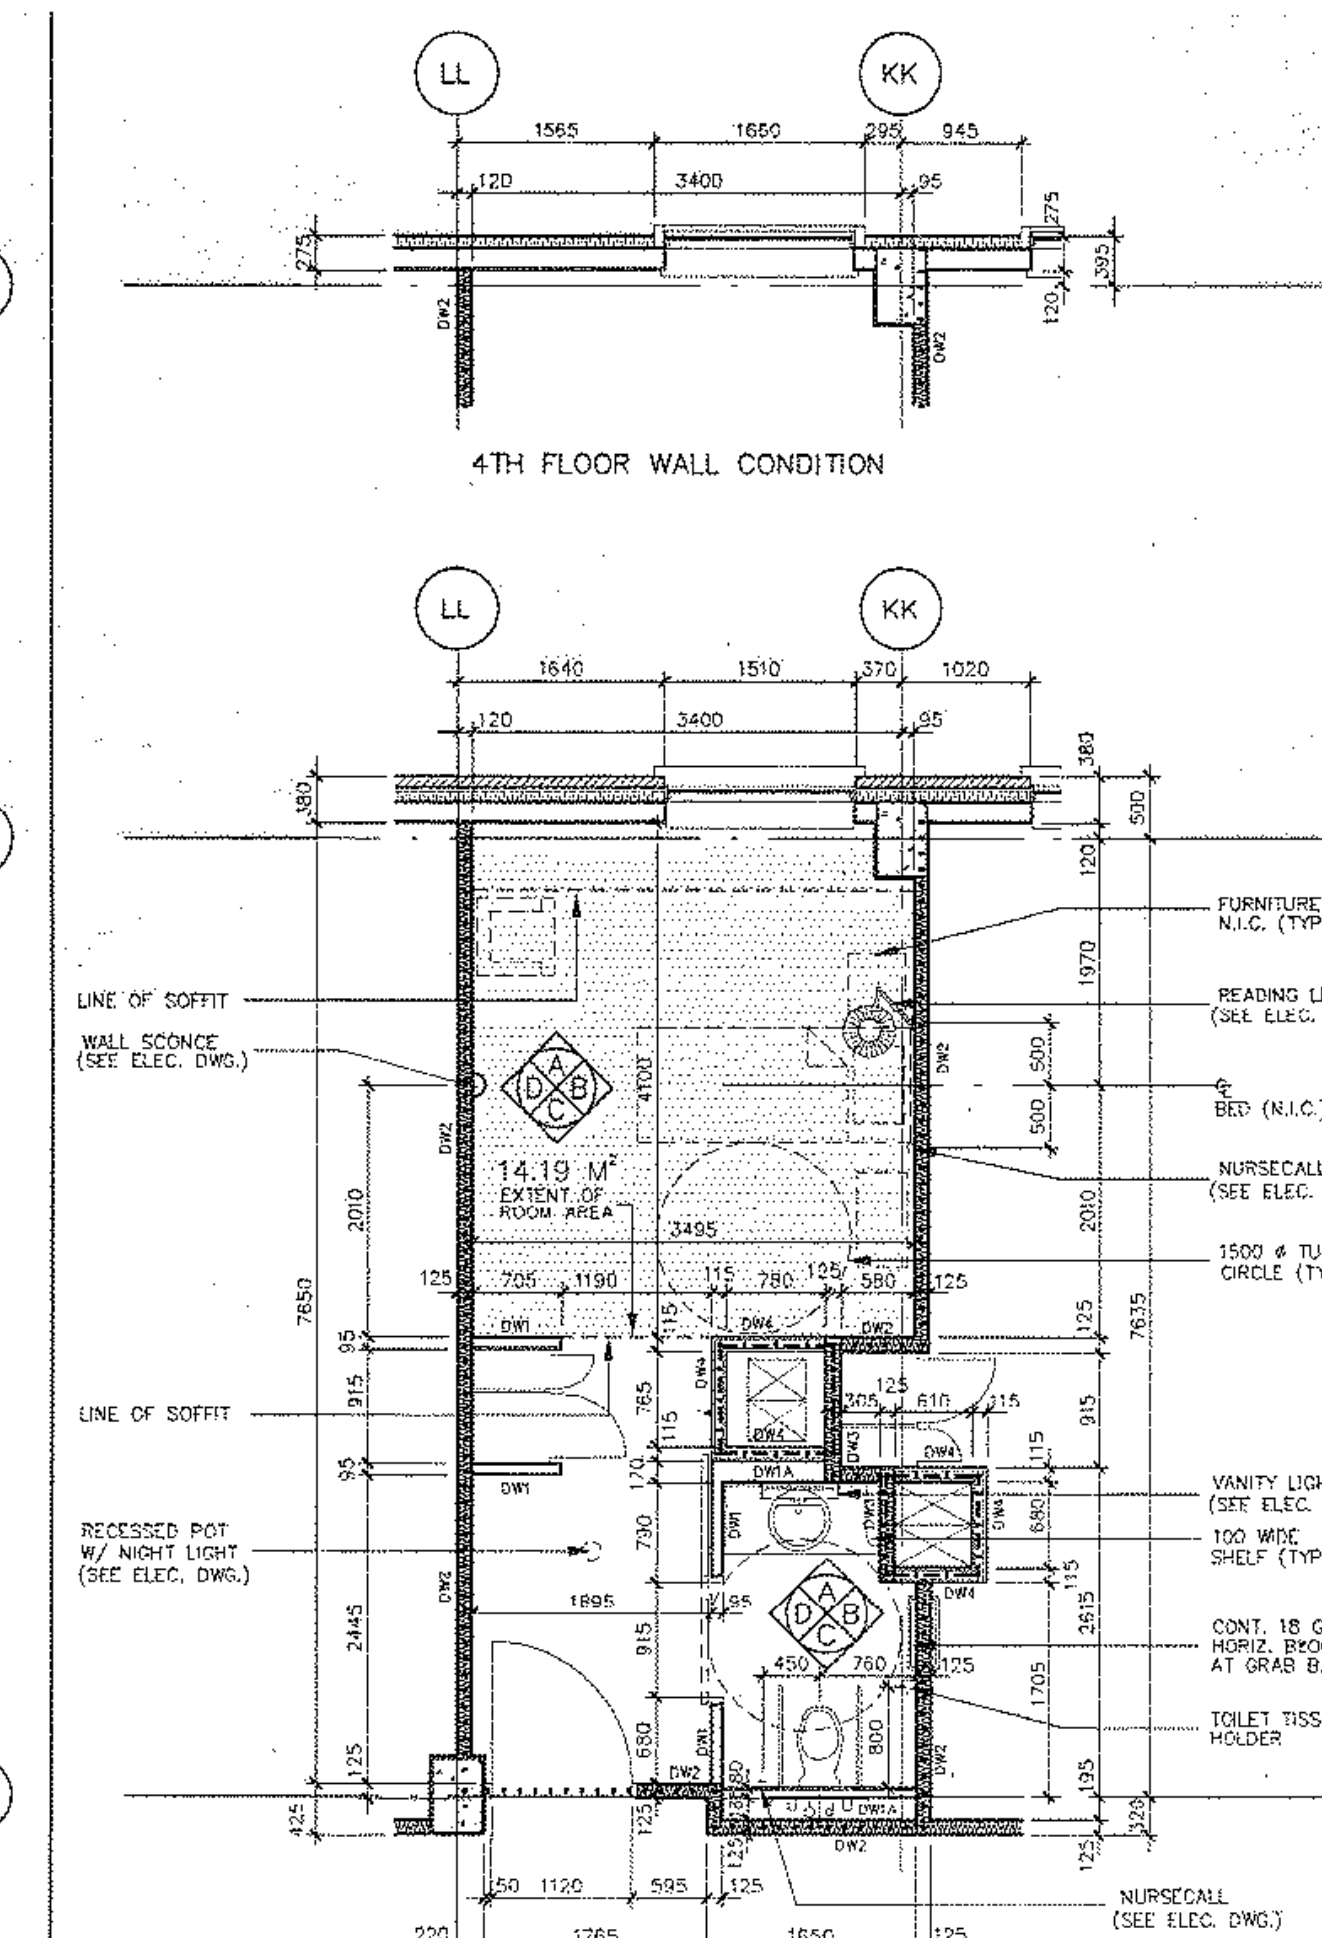 LL
KK
1565
1650
295
945
120
3400
95
275
275
395
120
DW2
DW2
4TH FLOOR WALL CONDITION
LL
KK
1640
1510
370
1020
120
3400
95
380
380
500
120
FURNITURE
N.I.C. (TYP
1970
LINE OF SOFFIT
READING LI
(SEE ELEC.
WALL SCONCE
(SEE ELEC. DWG.)
A
D B
C
4100
DW2
500
500
℄
BED (N.I.C.)
DW2
14.19 M²
EXTENT OF
ROOM AREA
NURSECALL
(SEE ELEC.
2010
2010
3495
1500 ø TU
CIRCLE (TY
125
705
1190
115
780
125
580
125
7650
7635
115
125
95
DW1
DW4
DW2
915
DW4
765
305
125
610
115
915
LINE OF SOFFIT
115
DW4
DW3
DW4
115
95
DW1
170
DW1A
VANITY LIGH
(SEE ELEC.
RECESSED POT
W/ NIGHT LIGHT
(SEE ELEC. DWG.)
790
DW1
DW3
DW4
680
100 WIDE
SHELF (TYP
115
DW4
DW2
1895
95
A
D B
C
2615
2445
915
CONT. 18 G
HORIZ. BLOC
AT GRAB B
450
760
125
1705
680
DW1
800
TOILET TISS
HOLDER
125
DW2
DW2
195
425
125
DW1A
320
125
DW2
125
50
1120
595
125
NURSECALL
(SEE ELEC. DWG.)
220
1765
1650
125